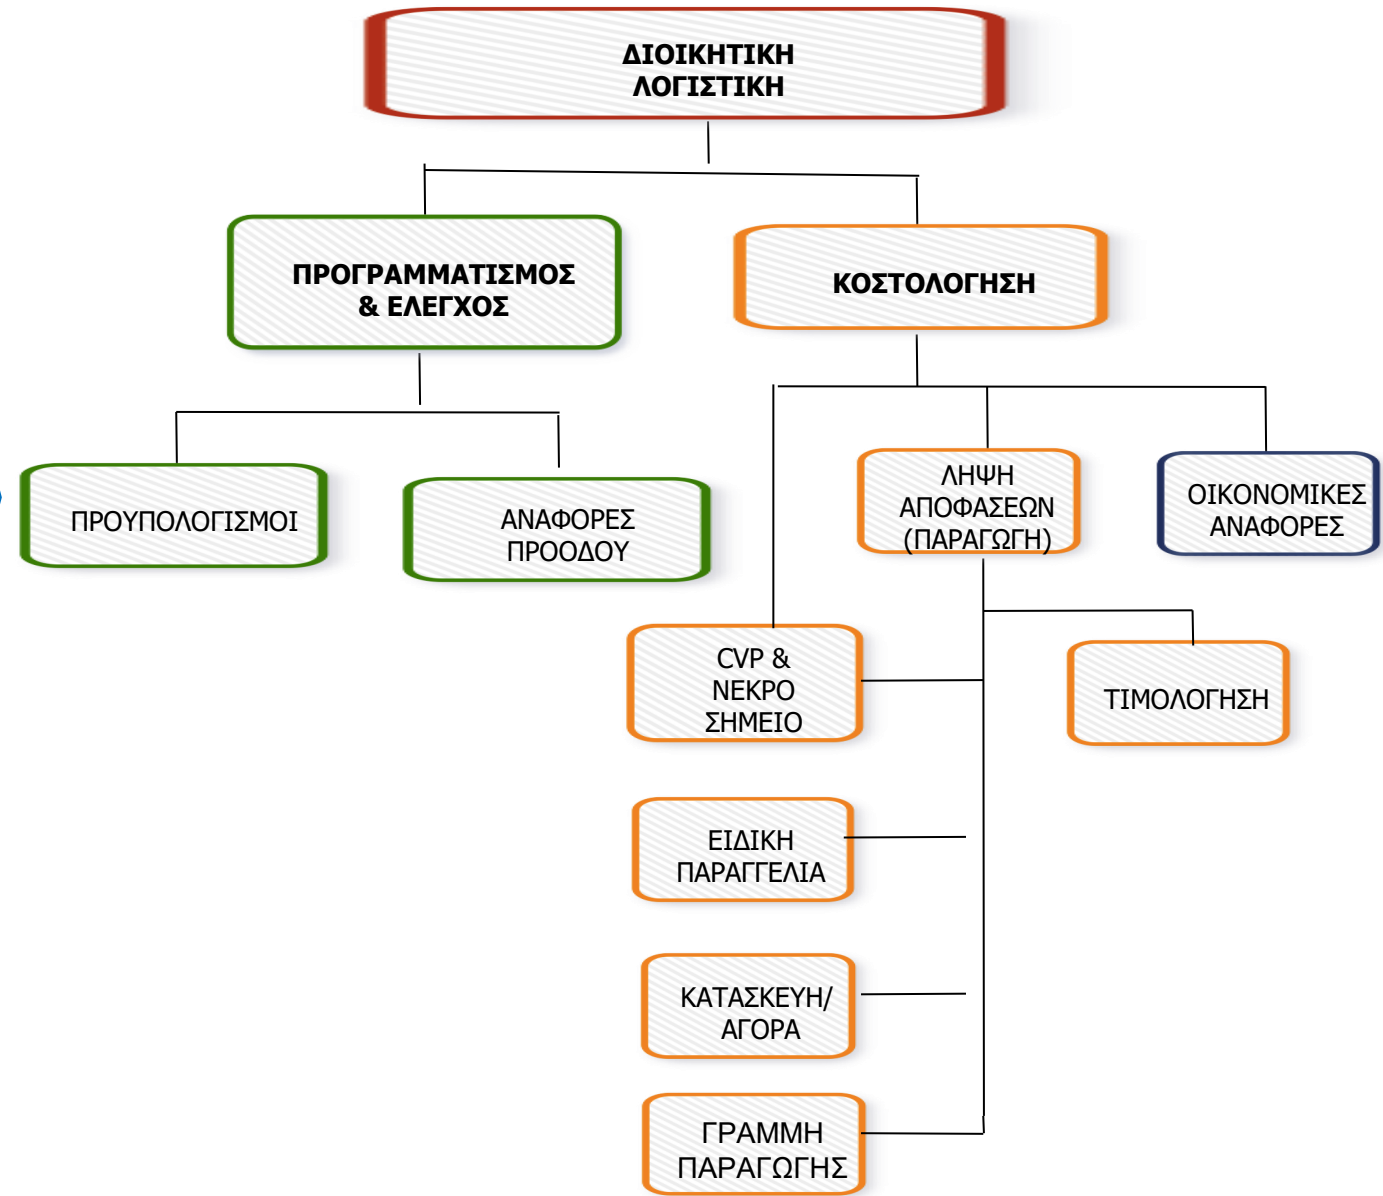 ΔΙΟΙΚΗΤΙΚΗ
ΛΟΓΙΣΤΙΚΗ
ΠΡΟΓΡΑΜΜΑΤΙΣΜΟΣ
& ΕΛΕΓΧΟΣ
ΚΟΣΤΟΛΟΓΗΣΗ
ΠΡΟΥΠΟΛΟΓΙΣΜΟΙ
ΑΝΑΦΟΡΕΣ
ΠΡΟΟΔΟΥ
ΛΗΨΗ
ΑΠΟΦΑΣΕΩΝ
(ΠΑΡΑΓΩΓΗ)
ΟΙΚΟΝΟΜΙΚΕΣ
ΑΝΑΦΟΡΕΣ
CVP &
ΝΕΚΡΟ
ΣΗΜΕΙΟ
ΤΙΜΟΛΟΓΗΣΗ
ΕΙΔΙΚΗ
ΠΑΡΑΓΓΕΛΙΑ
ΚΑΤΑΣΚΕΥΗ/
ΑΓΟΡΑ
ΓΡΑΜΜΗ
ΠΑΡΑΓΩΓΗΣ